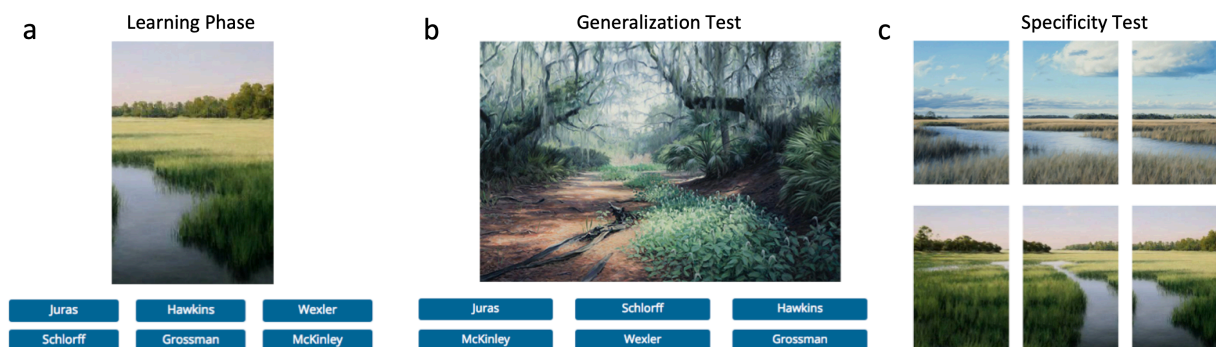 a
Learning Phase
b
Generalization Test
c
Specificity Test
Juras
Hawkins
Wexler
Schlorff
Grossman
McKinley
Juras
Schlorff
Hawkins
McKinley
Wexler
Grossman